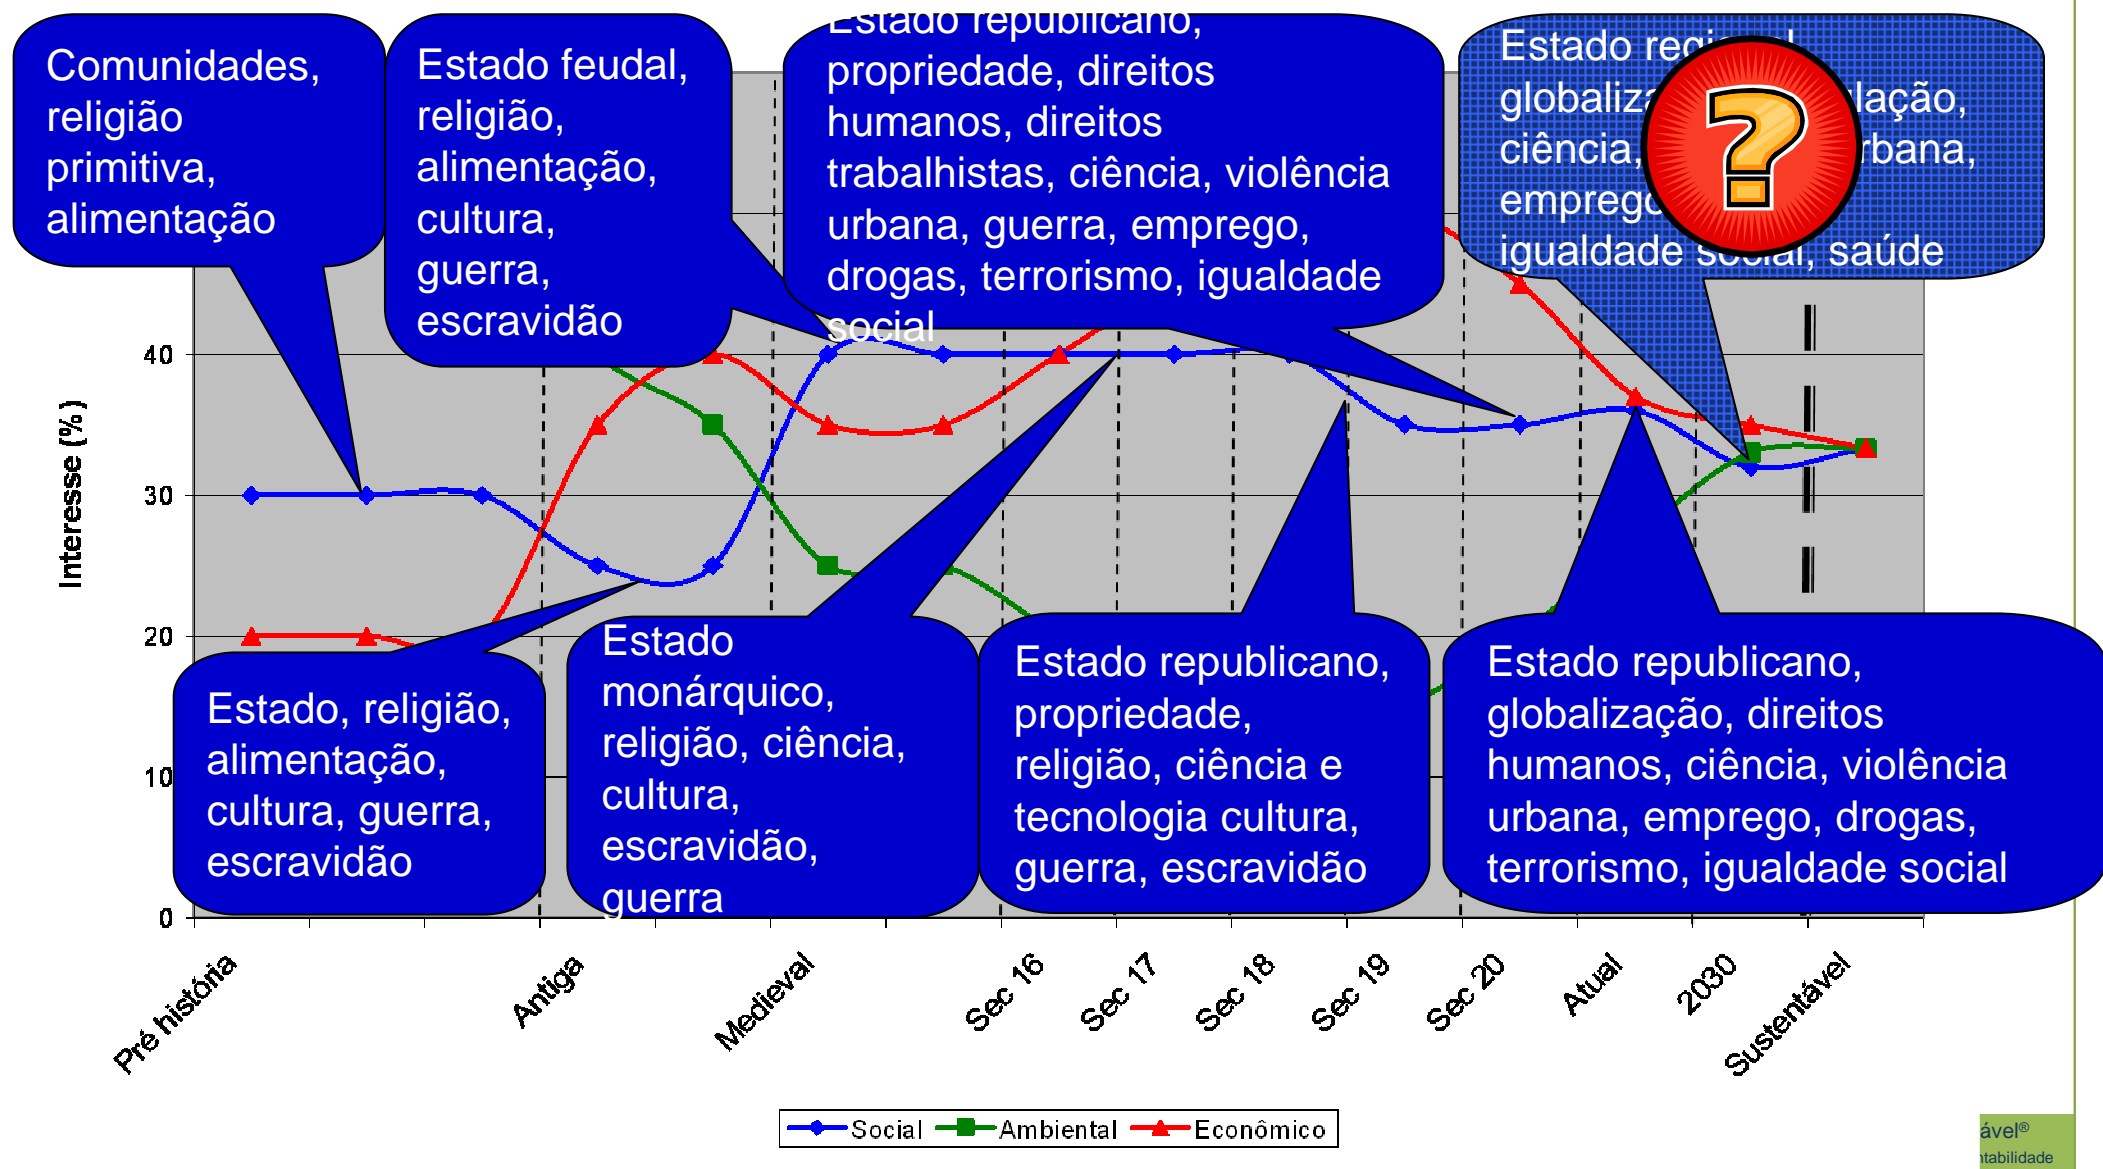 Comunidades,
religião
primitiva,
alimentação
Estado feudal,
religião,
alimentação,
cultura,
guerra,
escravidão
Estado republicano,
propriedade, direitos
humanos, direitos
trabalhistas, ciência, violência
urbana, guerra, emprego,
drogas, terrorismo, igualdade
social
Estado
ciência,
igualdade social, saúde
?
Interesse (%)
40
30
20
10
0
Estado, religião,
alimentação,
cultura, guerra,
escravidão
Estado
monárquico,
religião, ciência,
cultura,
escravidão,
guerra
Estado republicano,
propriedade,
religião, ciência e
tecnologia cultura,
guerra, escravidão
Estado republicano,
globalização, direitos
humanos, ciência, violência
urbana, emprego, drogas,
terrorismo, igualdade social
Pré história
Antiga
Medieval
Sec 16
Sec 17
Sec 18
Sec 19
Sec 20
Atual
2030
Sustentável
Social Ambiental Econômico
ável®
ntabilidade